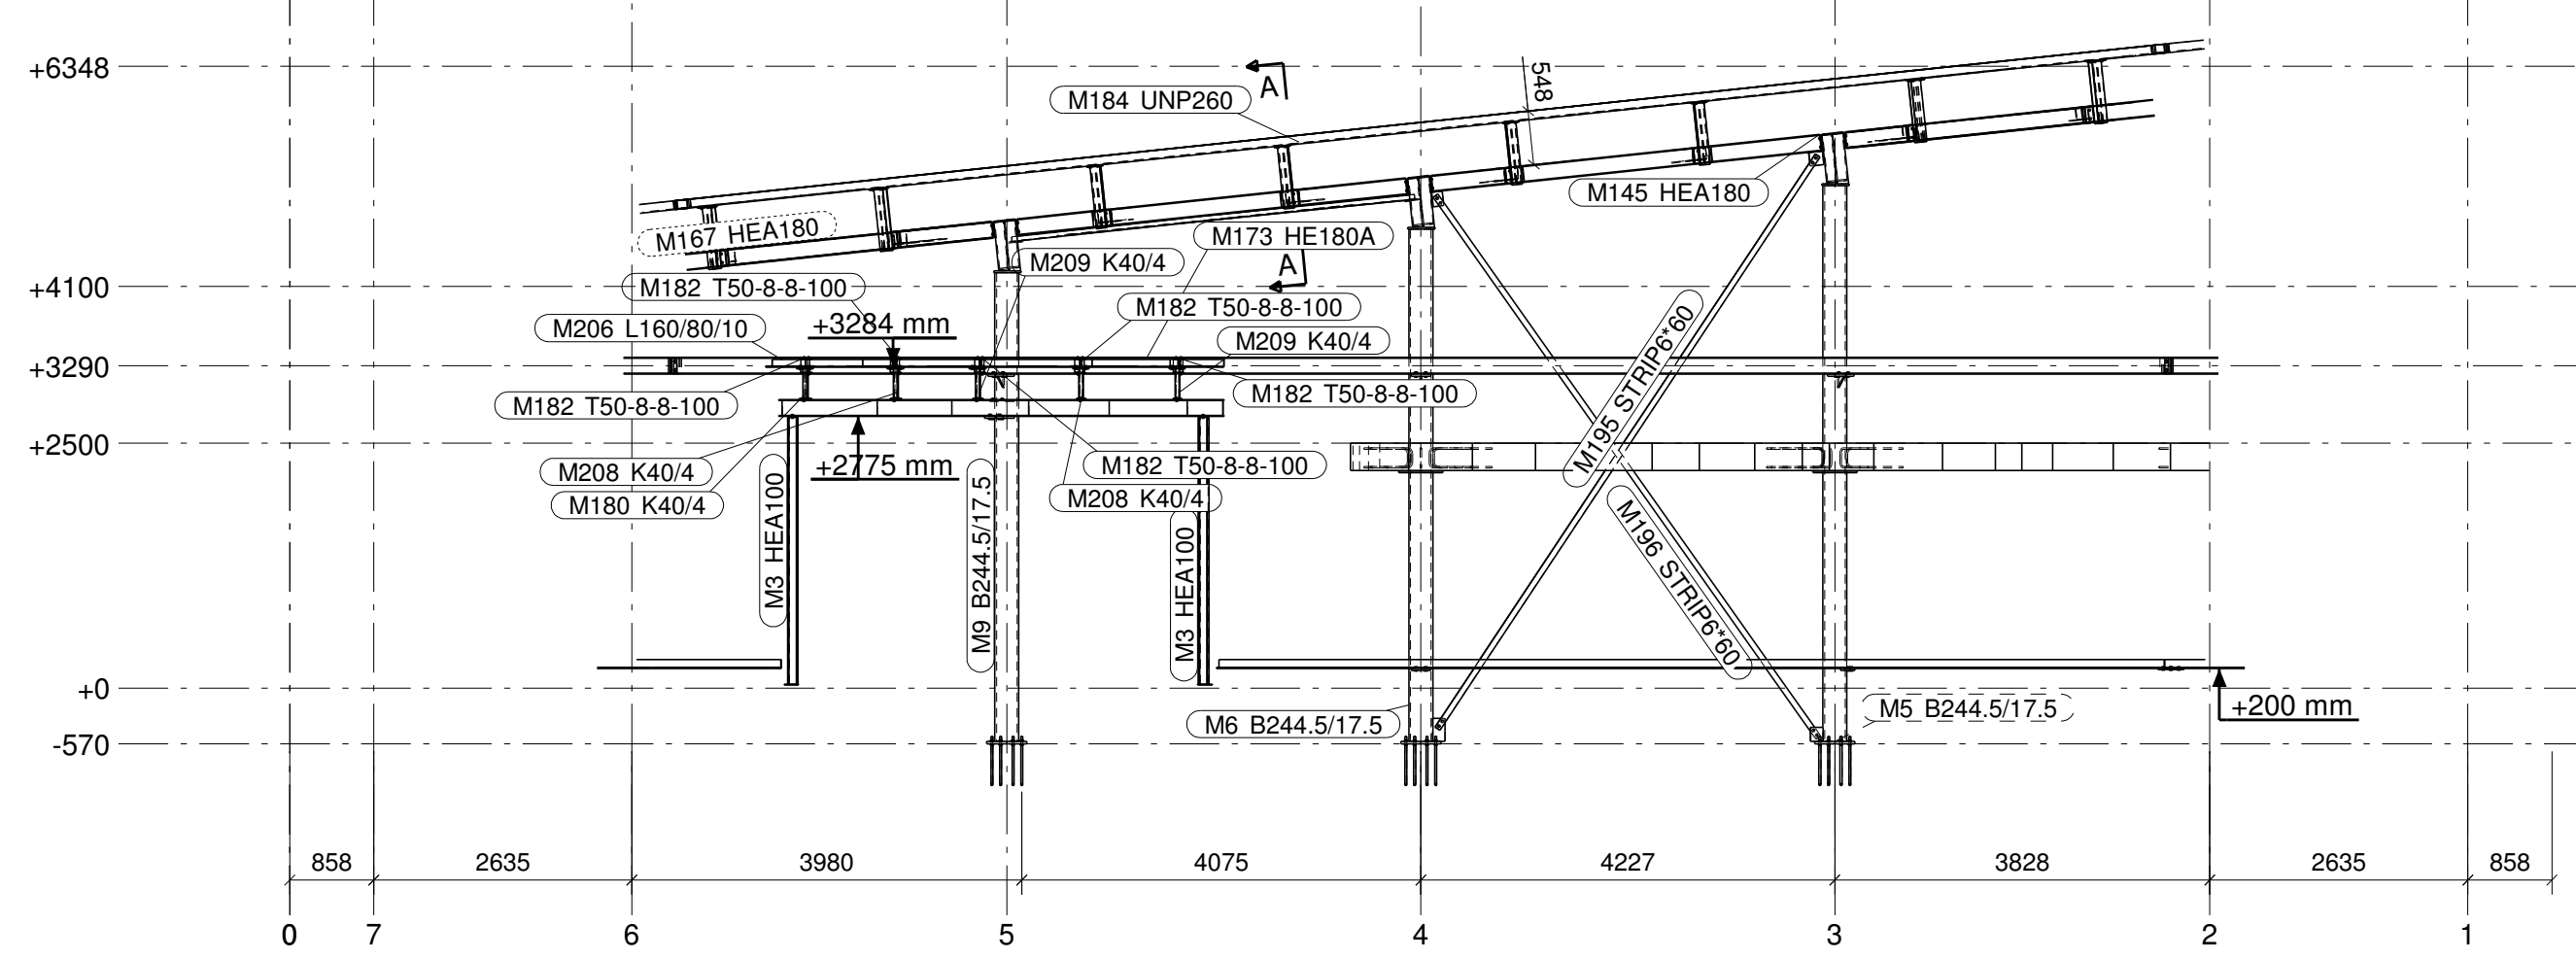 +6348
A
548
M184 UNP260
M145 HEA180
M167 HEA180
M173 HE180A
M209 K40/4
A
+4100
M182 T50-8-8-100
M182 T50-8-8-100
M206 L160/80/10
+3284 mm
M209 K40/4
+3290
M182 T50-8-8-100
M182 T50-8-8-100
M195 STRIP6*60
+2500
M208 K40/4
+2775 mm
M182 T50-8-8-100
M180 K40/4
M208 K40/4
M3 HEA100
M9 B244.5/17.5
M3 HEA100
M196 STRIP6*60
+0
M6 B244.5/17.5
M5 B244.5/17.5
+200 mm
-570
858 2635 3980 4075 4227 3828 2635 858
0 7 6 5 4 3 2 1